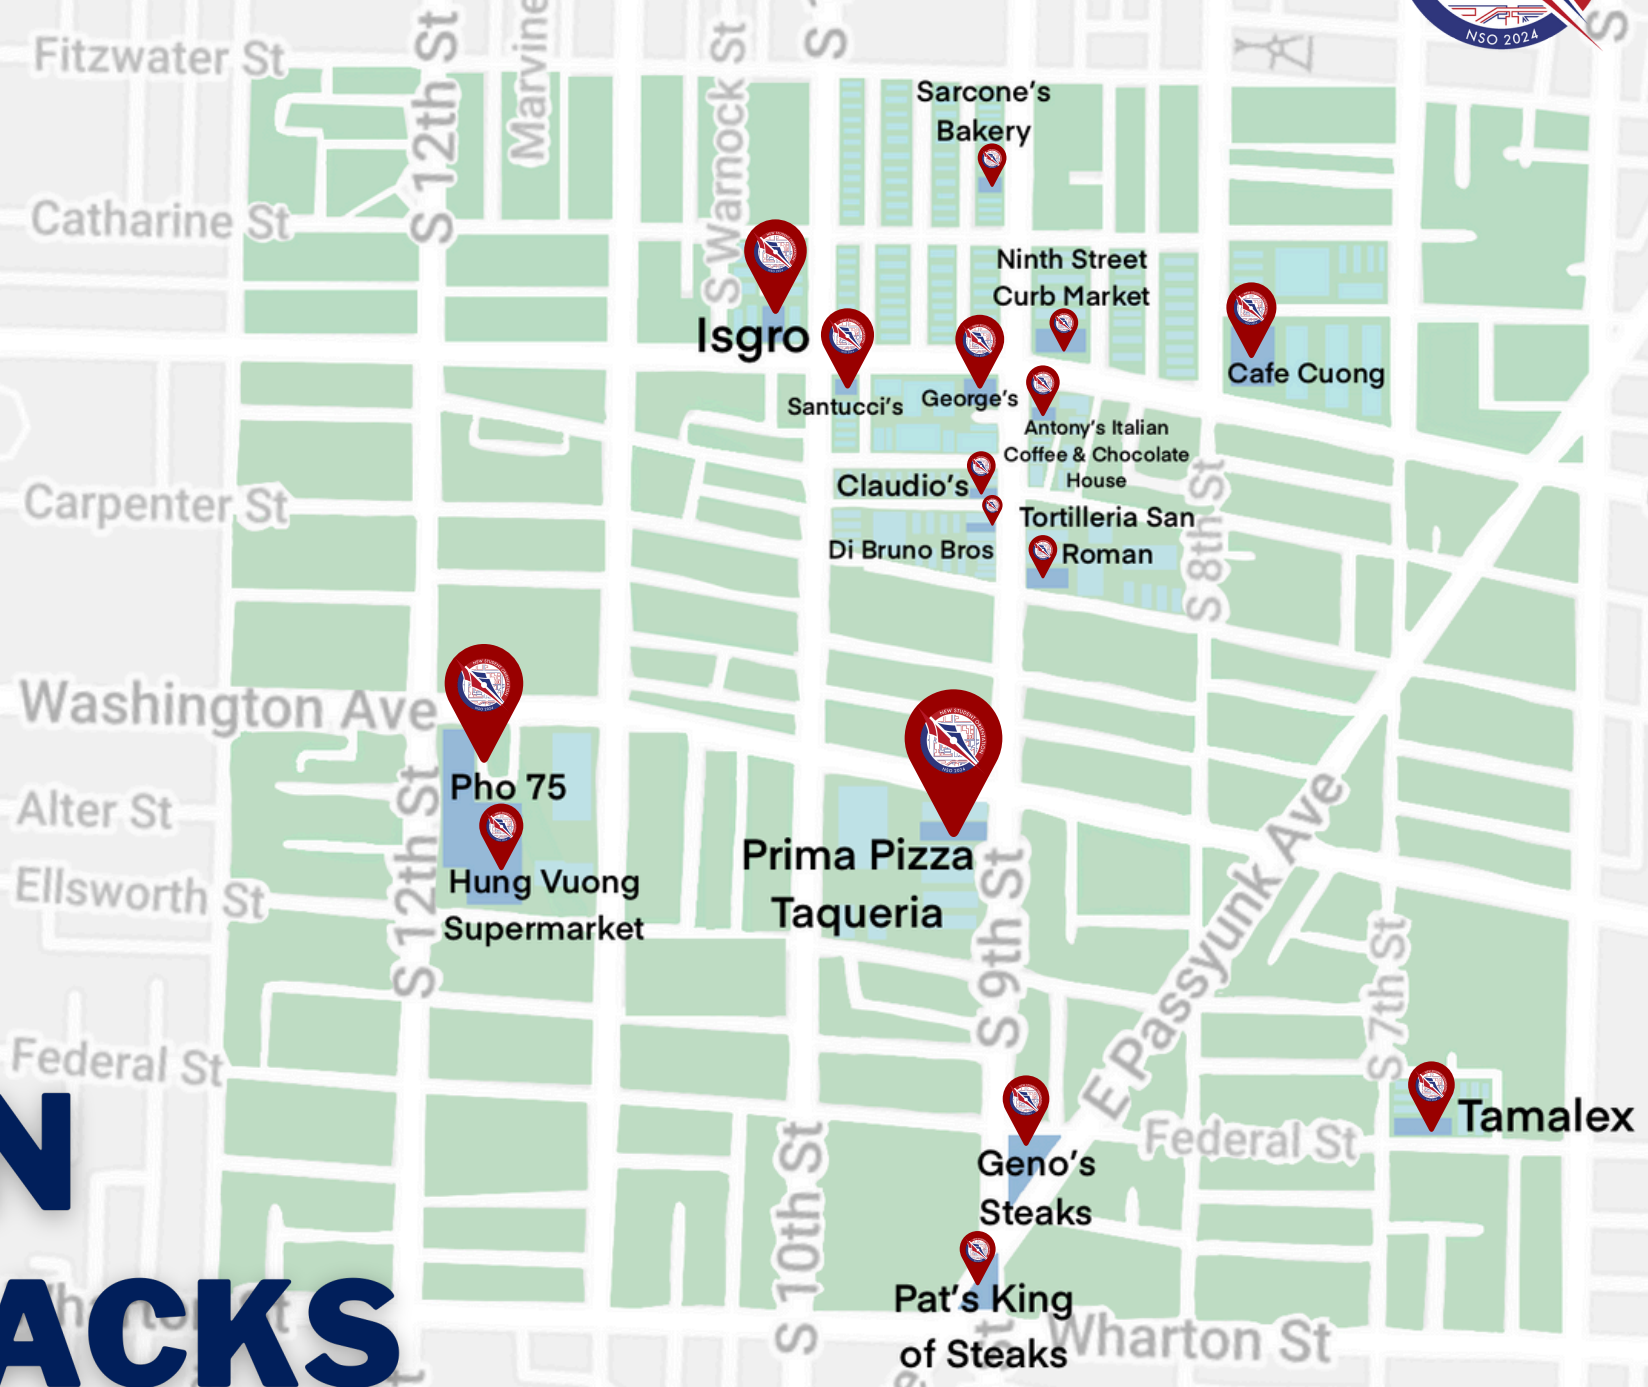 NSO 2024
Fitzwater St
S 12th St
Marvine
S Warnock St
S
S
Sarcone's
Bakery
Catharine St
Ninth Street
Curb Market
Isgro
Santucci's
George's
Cafe Cuong
Antony's Italian
Coffee & Chocolate
House
Claudio's
Carpenter St
Tortilleria San
Roman
Di Bruno Bros
S 8th St
Washington Ave
Pho 75
Alter St
S 12th St
Hung Vuong
Supermarket
Ellsworth St
Prima Pizza
Taqueria
S 9th St
E Passyunk Ave
S 7th St
Federal St
Tamalex
Federal St
Geno's
Steaks
S 10th St
Pat's King
of Steaks
Wharton St
N
ACKS